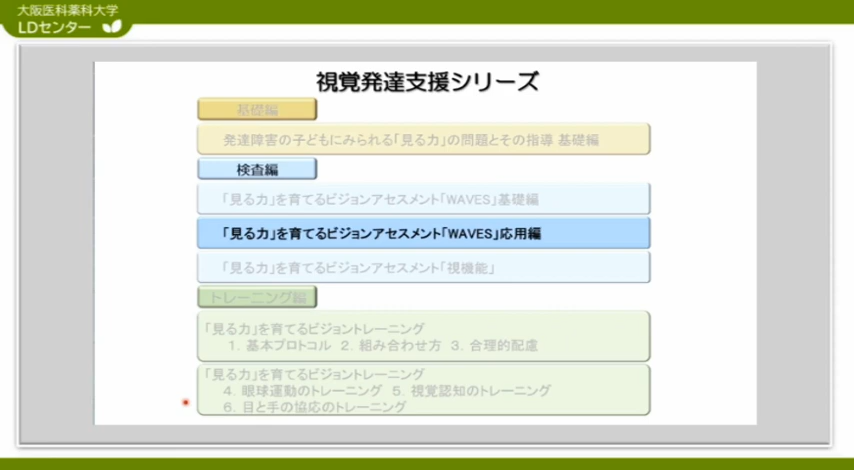 大阪医科薬科大学
LDセンター
視覚発達支援シリーズ
基礎編
発達障害の子どもにみられる「見る力」の問題とその指導 基礎編
検査編
「見る力」を育てるビジョンアセスメント「WAVES」基礎編
「見る力」を育てるビジョンアセスメント「WAVES」応用編
「見る力」を育てるビジョンアセスメント「視機能」
トレーニング編
「見る力」を育てるビジョントレーニング
1. 基本プロトコル 2. 組み合わせ方 3. 合理的配慮
「見る力」を育てるビジョントレーニング
4. 眼球運動のトレーニング 5. 視覚認知のトレーニング
6. 目と手の協応のトレーニング